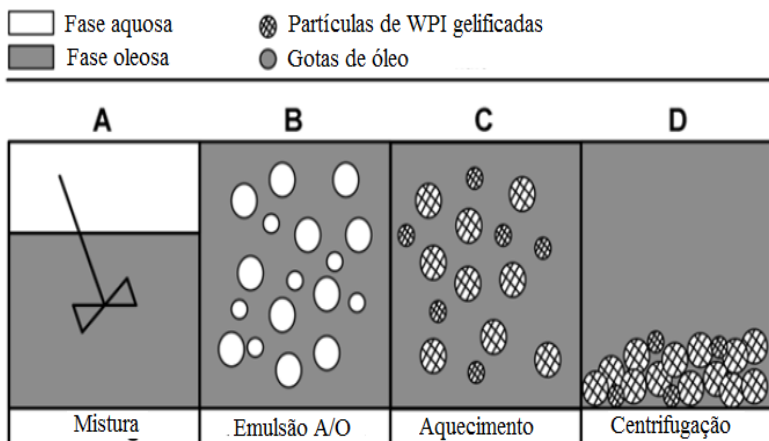 Fase aquosa
Partículas de WPI gelificadas
Fase oleosa
Gotas de óleo
A
B
C
D
Mistura
Emulsão A/O
Aquecimento
Centrifugação